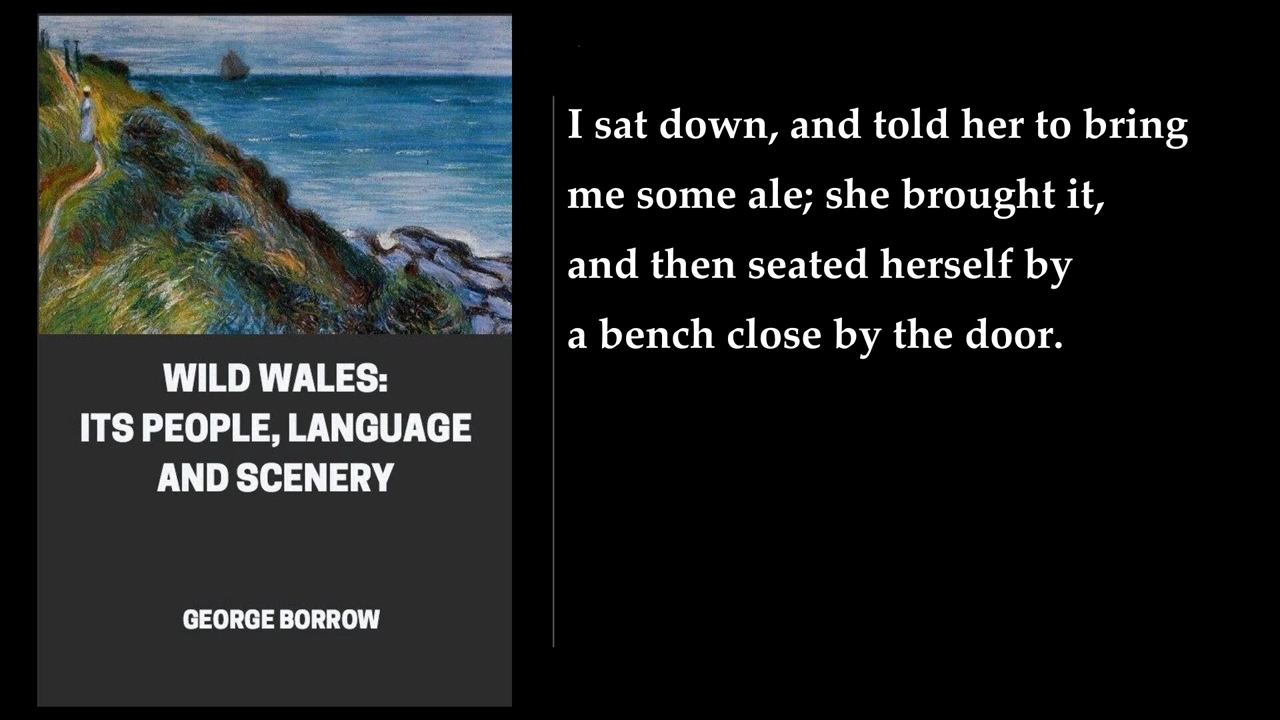 WILD WALES:
ITS PEOPLE, LANGUAGE
AND SCENERY
GEORGE BORROW
I sat down, and told her to bring
me some ale; she brought it,
and then seated herself by
a bench close by the door.